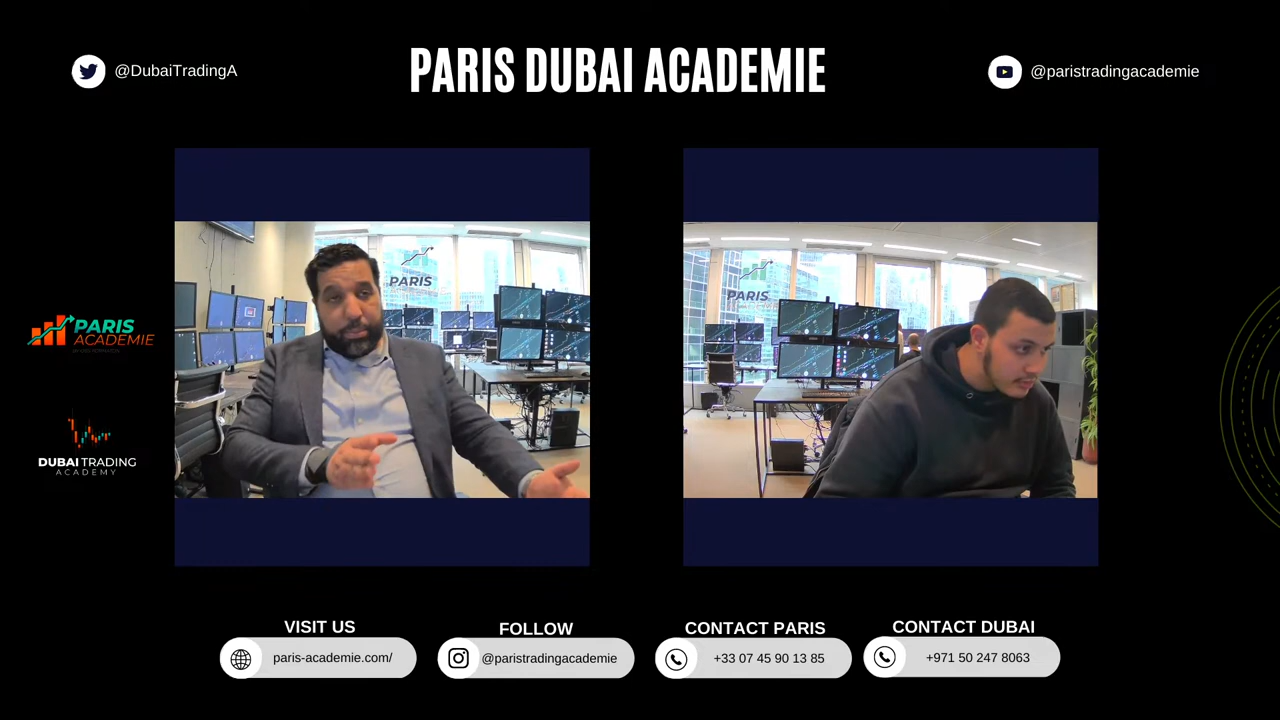 @DubaiTradingA
PARIS DUBAI ACADEMIE
@paristradingacademie
PARIS
PARIS
PARIS
ACADEMIE
DUBAI TRADING
ACADEMY
VISIT US
FOLLOW
CONTACT PARIS
CONTACT DUBAI
paris-academie.com/
@paristradingacademie
+33 07 45 90 13 85
+971 50 247 8063